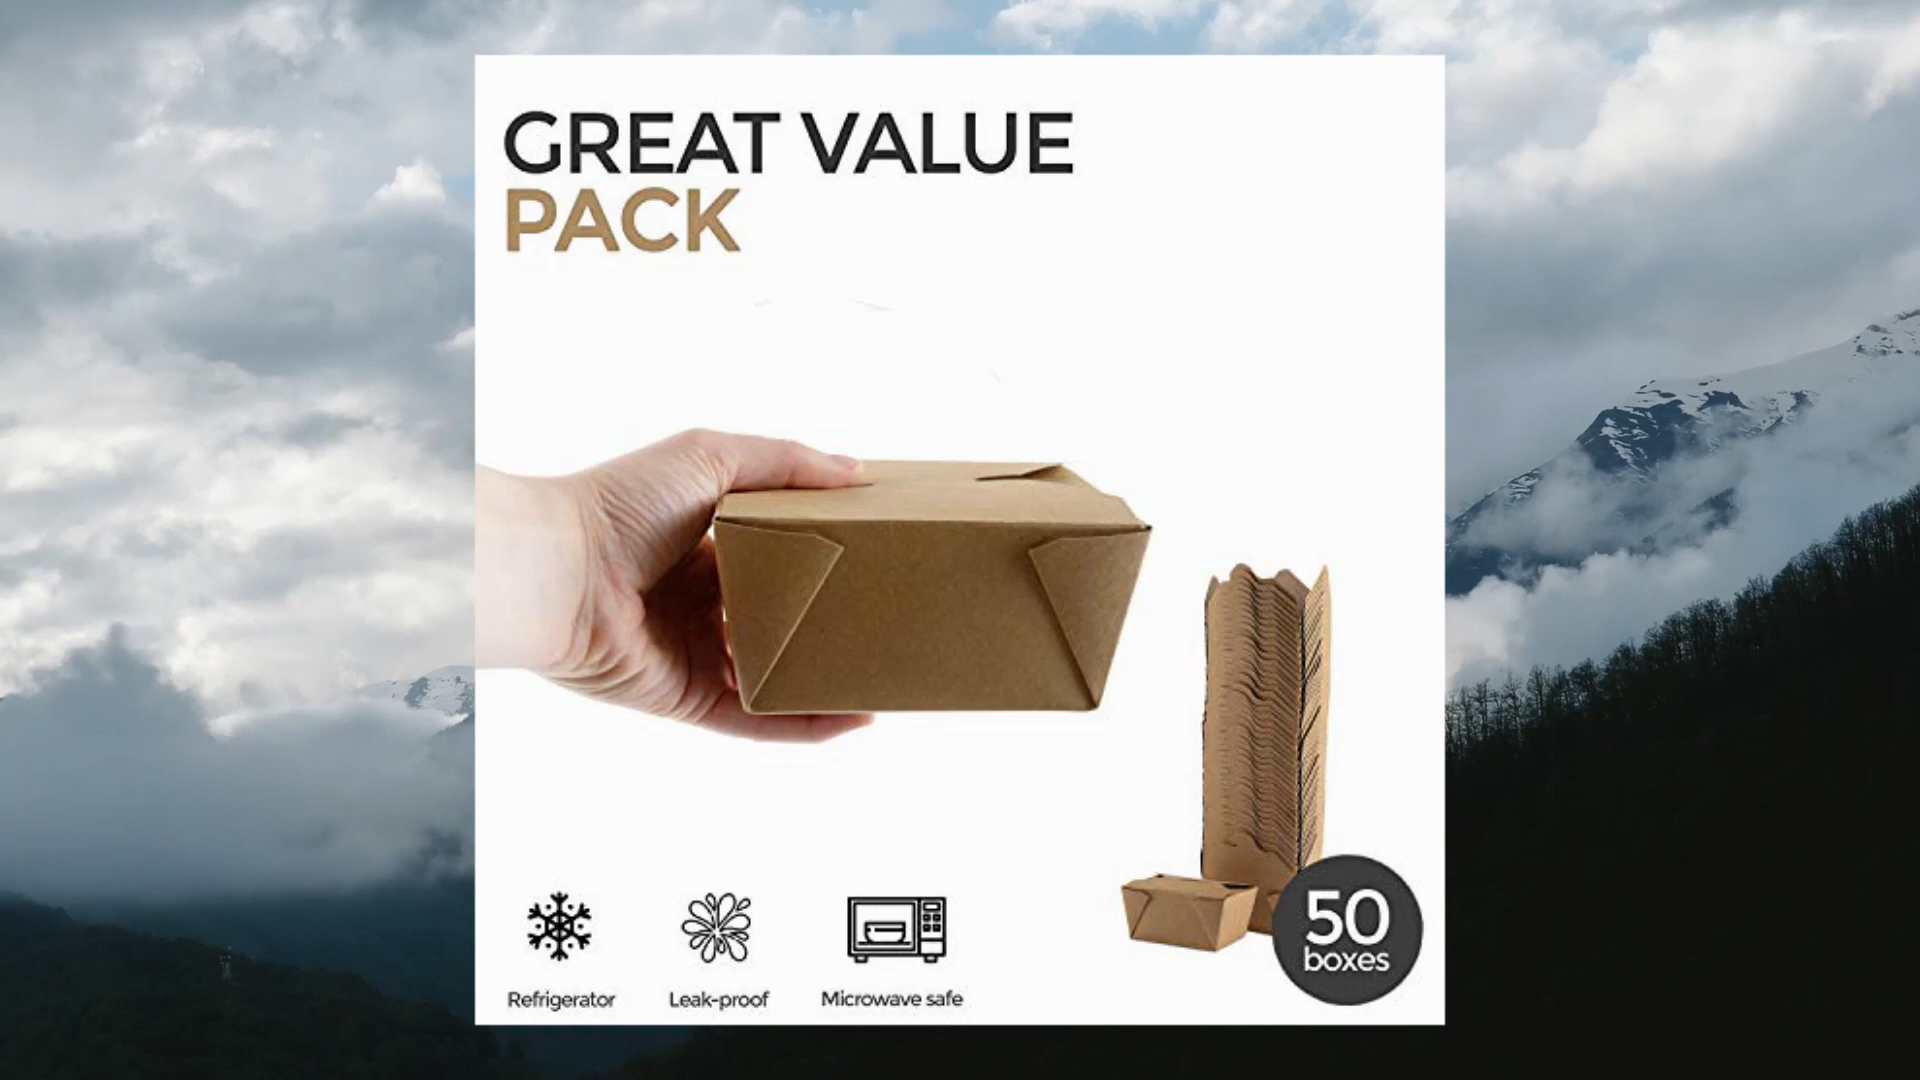 GREAT VALUE
PACK
50
boxes
Refrigerator
Leak-proof
Microwave safe